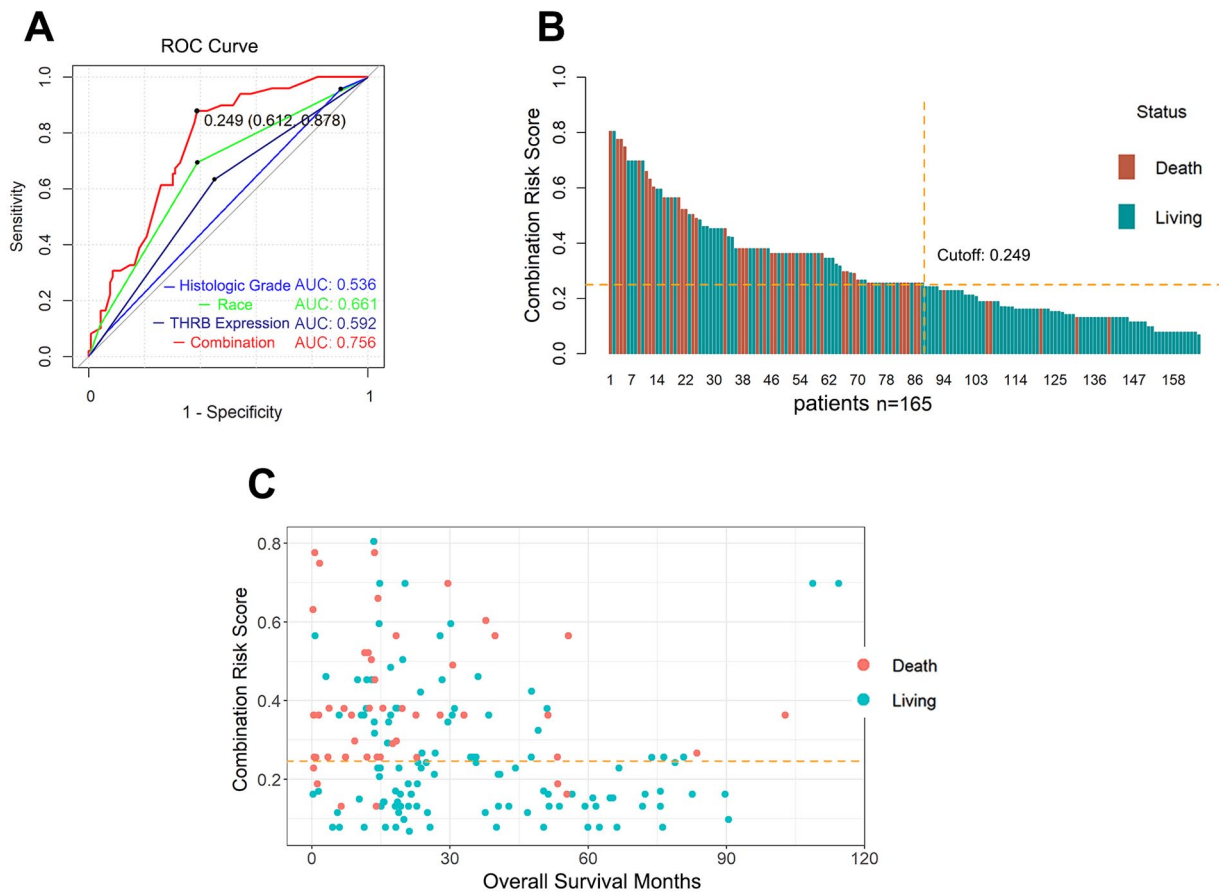 A
ROC Curve
Sensitivity
1.0
0.8
0.6
0.4
0.2
0.0
0.249 (0.612, 0.878)
Histologic Grade AUC: 0.536
Race AUC: 0.661
THRB Expression AUC: 0.592
Combination AUC: 0.756
0 1
1 - Specificity
B
Combination Risk Score
1.0
0.8
0.6
0.4
0.2
0.0
Status
Death
Living
Cutoff: 0.249
1 7 14 22 30 38 46 54 62 70 78 86 94 103 114 125 136 147 158
patients n=165
C
Combination Risk Score
0.8
0.6
0.4
0.2
Death
Living
0 30 60 90 120
Overall Survival Months